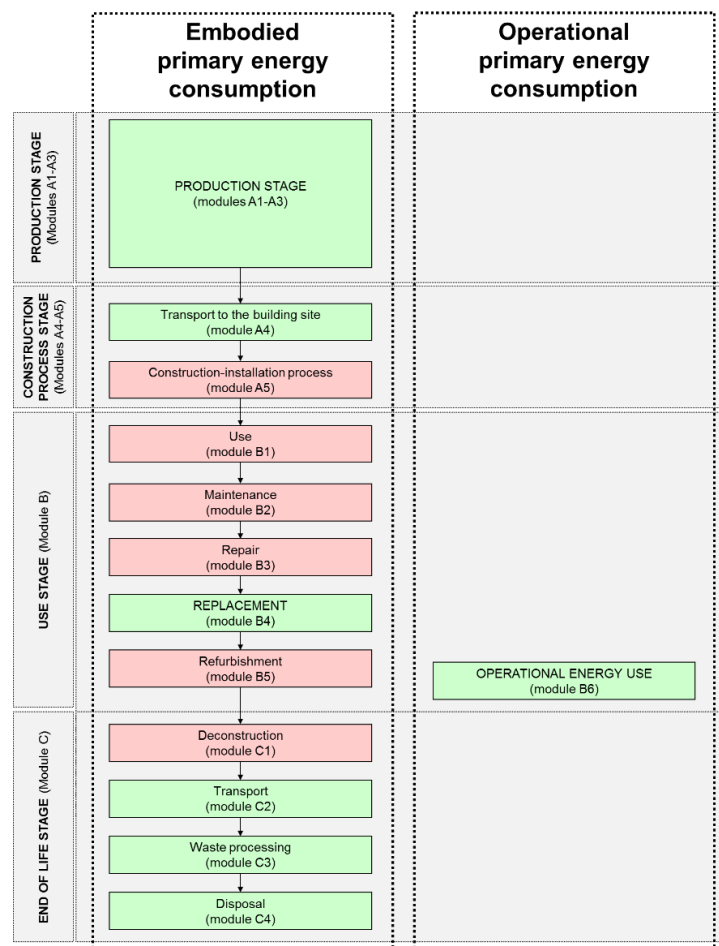 Embodied
primary energy
consumption
Operational
primary energy
consumption
PRODUCTION STAGE
(Modules A1-A3)
PRODUCTION STAGE
(modules A1-A3)
CONSTRUCTION
PROCESS STAGE
(Modules A4-A5)
Transport to the building site
(module A4)
Construction-installation process
(module A5)
USE STAGE (Module B)
Use
(module B1)
Maintenance
(module B2)
Repair
(module B3)
REPLACEMENT
(module B4)
Refurbishment
(module B5)
OPERATIONAL ENERGY USE
(module B6)
END OF LIFE STAGE (Module C)
Deconstruction
(module C1)
Transport
(module C2)
Waste processing
(module C3)
Disposal
(module C4)